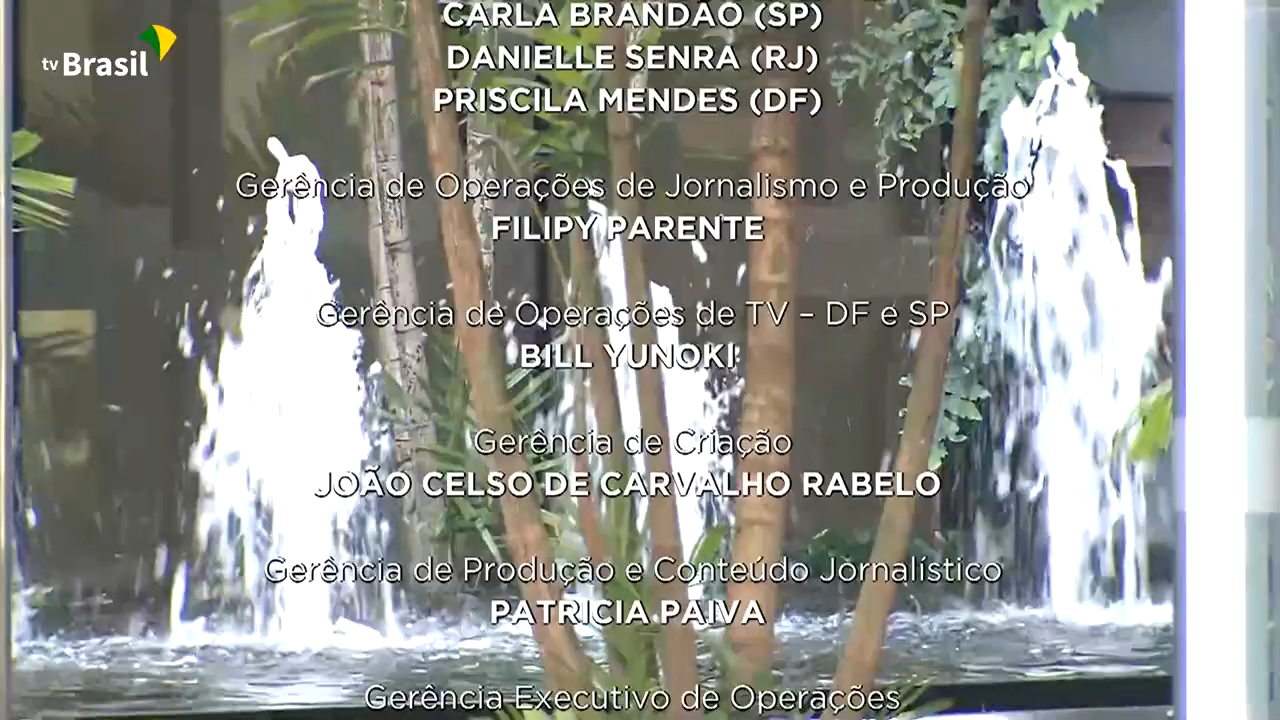 tv Brasil
CARLA BRANDÃO (SP)
DANIELLE SENRA (RJ)
PRISCILA MENDES (DF)
Gerência de Operações de Jornalismo e Produção
FILIPY PARENTE
Gerência de Operações de TV – DF e SP
BILL YUNOKI
Gerência de Criação
JOÃO CELSO DE CARVALHO RABELO
Gerência de Produção e Conteúdo Jornalístico
PATRICIA PAIVA
Gerência Executivo de Operações